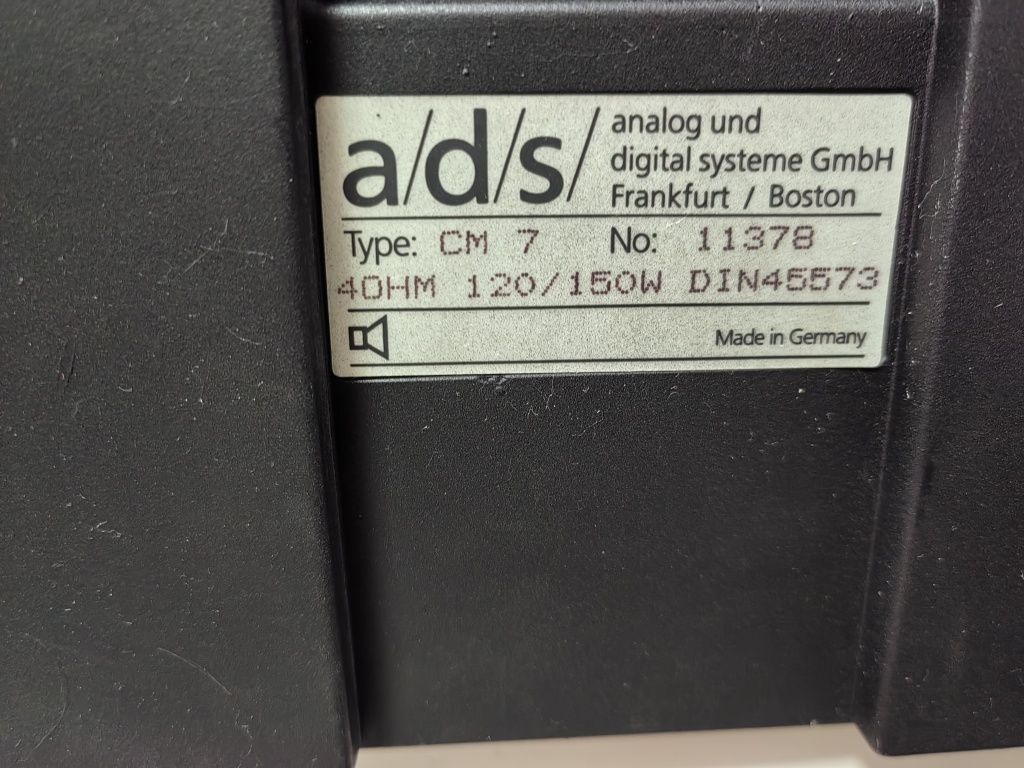 a/d/s/
analog und
digital systeme GmbH
Frankfurt / Boston
Type: CM 7 No: 11378
4OHM 120/150W DIN45573
Made in Germany